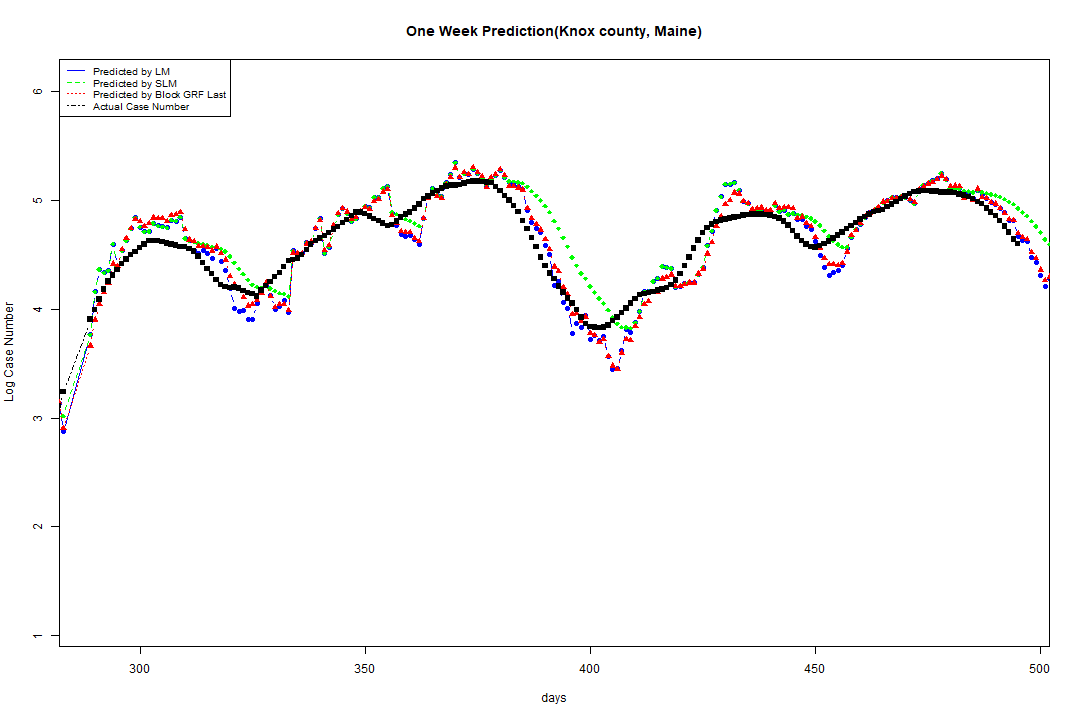 One Week Prediction(Knox county, Maine)
Predicted by LM
Predicted by SLM
Predicted by Block GRF Last
Actual Case Number
6
5
4
3
2
1
Log Case Number
300
350
400
450
500
days